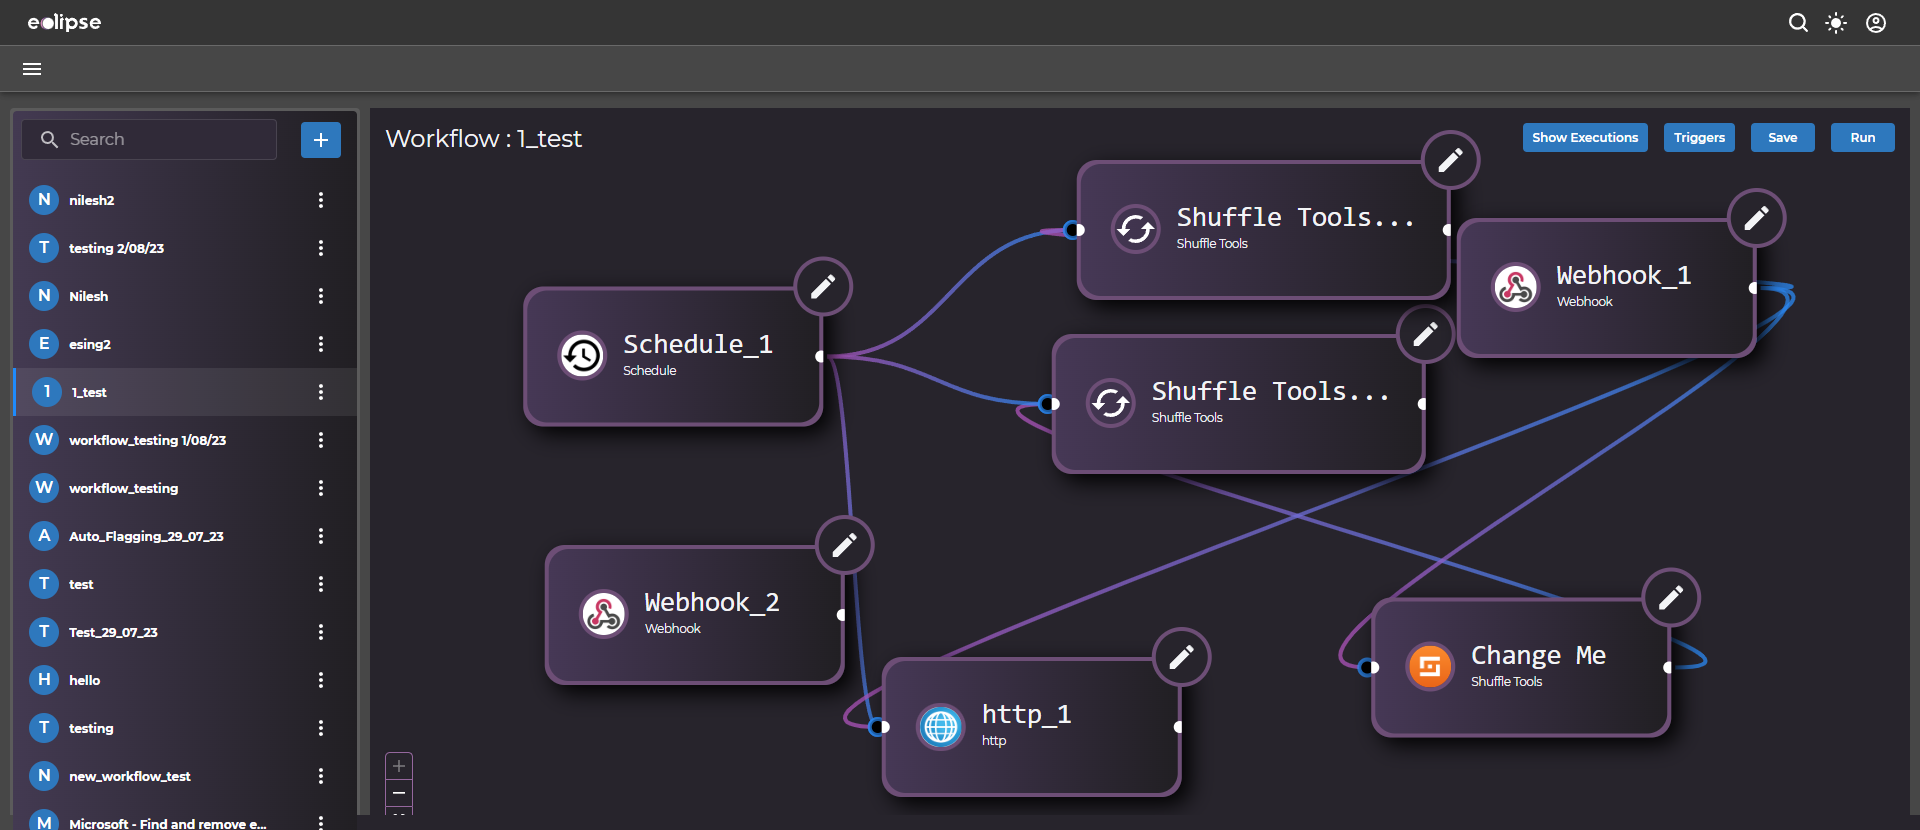 eclipse
Search
nilesh2
testing 2/08/23
Nilesh
esing2
1_test
workflow_testing 1/08/23
workflow_testing
Auto_Flagging_29_07_23
test
Test_29_07_23
hello
testing
new_workflow_test
Microsoft - Find and remove e...
N
T
N
E
1
W
W
A
T
T
H
T
N
M
Workflow : 1_test
Show Executions
Triggers
Save
Run
Shuffle Tools...
Shuffle Tools
Webhook_1
Webhook
Schedule_1
Schedule
Shuffle Tools...
Shuffle Tools
Webhook_2
Webhook
Change Me
Shuffle Tools
http_1
http